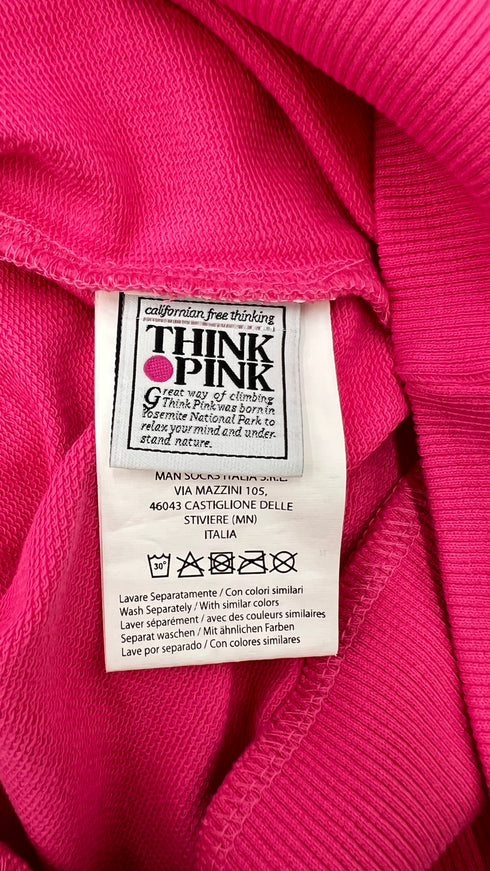 californian free thinking
THINK
PINK
Great way of climbing
Think Pink was born in
Yosemite National Park to
relax your mind and under-
stand nature.
MAN SOCKS ITALIA S.R.L.
VIA MAZZINI 105,
46043 CASTIGLIONE DELLE
STIVIERE (MN)
ITALIA
30°
Lavare Separatamente / Con colori similari
Wash Separately / With similar colors
Laver séparément / avec des couleurs similaires
Separat waschen / Mit ähnlichen Farben
Lave por separado / Con colores similares